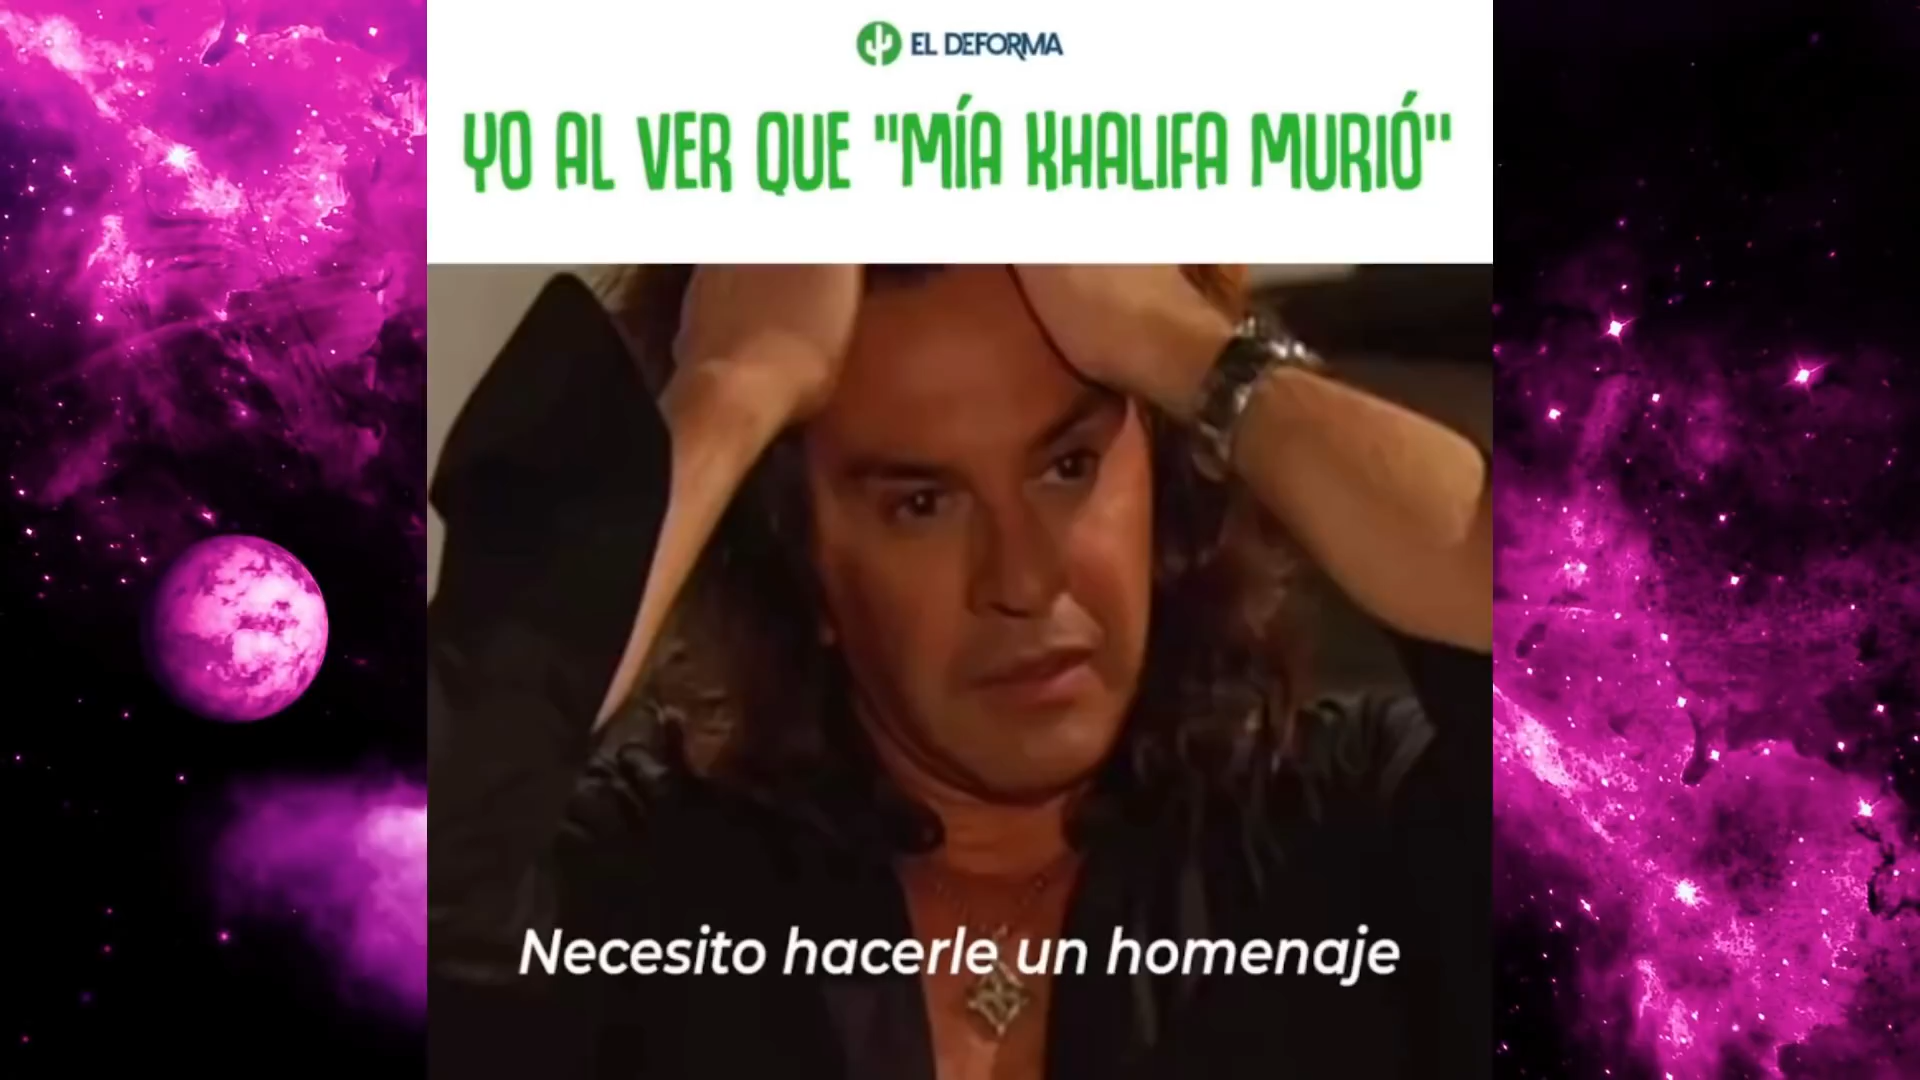 EL DEFORMA
YO AL VER QUE "MÍA KHALIFA MURIÓ"
Necesito hacerle un homenaje